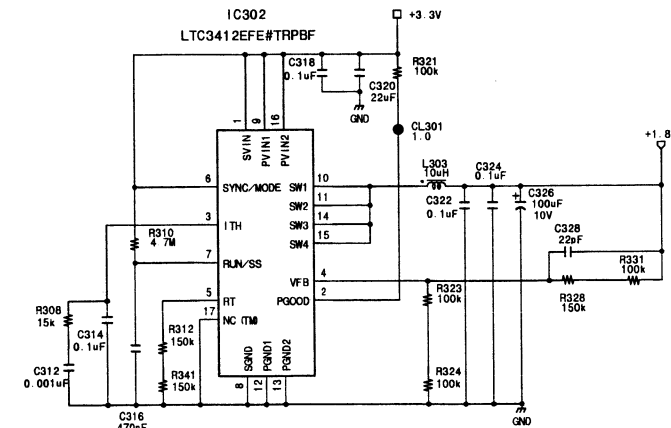 IC302
LTC3412EFE#TRPBF
+3.3V
C318
0.1uF
C320
22uF
GND
R321
100k
CL301
1.0
+1.8
1
9
16
SVIN
PVIN1
PVIN2
6
SYNC/MODE
SW1
10
L303
10uH
C324
0.1uF
SW2
11
C322
0.1uF
+
C326
100uF
10V
3
ITH
SW3
14
R310
4.7M
SW4
15
C328
22pF
7
RUN/SS
VFB
4
R331
100k
5
RT
PGOOD
2
R323
100k
R328
150k
17
NC(TM)
R308
15k
C314
0.1uF
R312
150k
C312
0.001uF
R341
150k
SGND
PGND1
PGND2
8
12
13
R324
100k
C316
470pF
GND